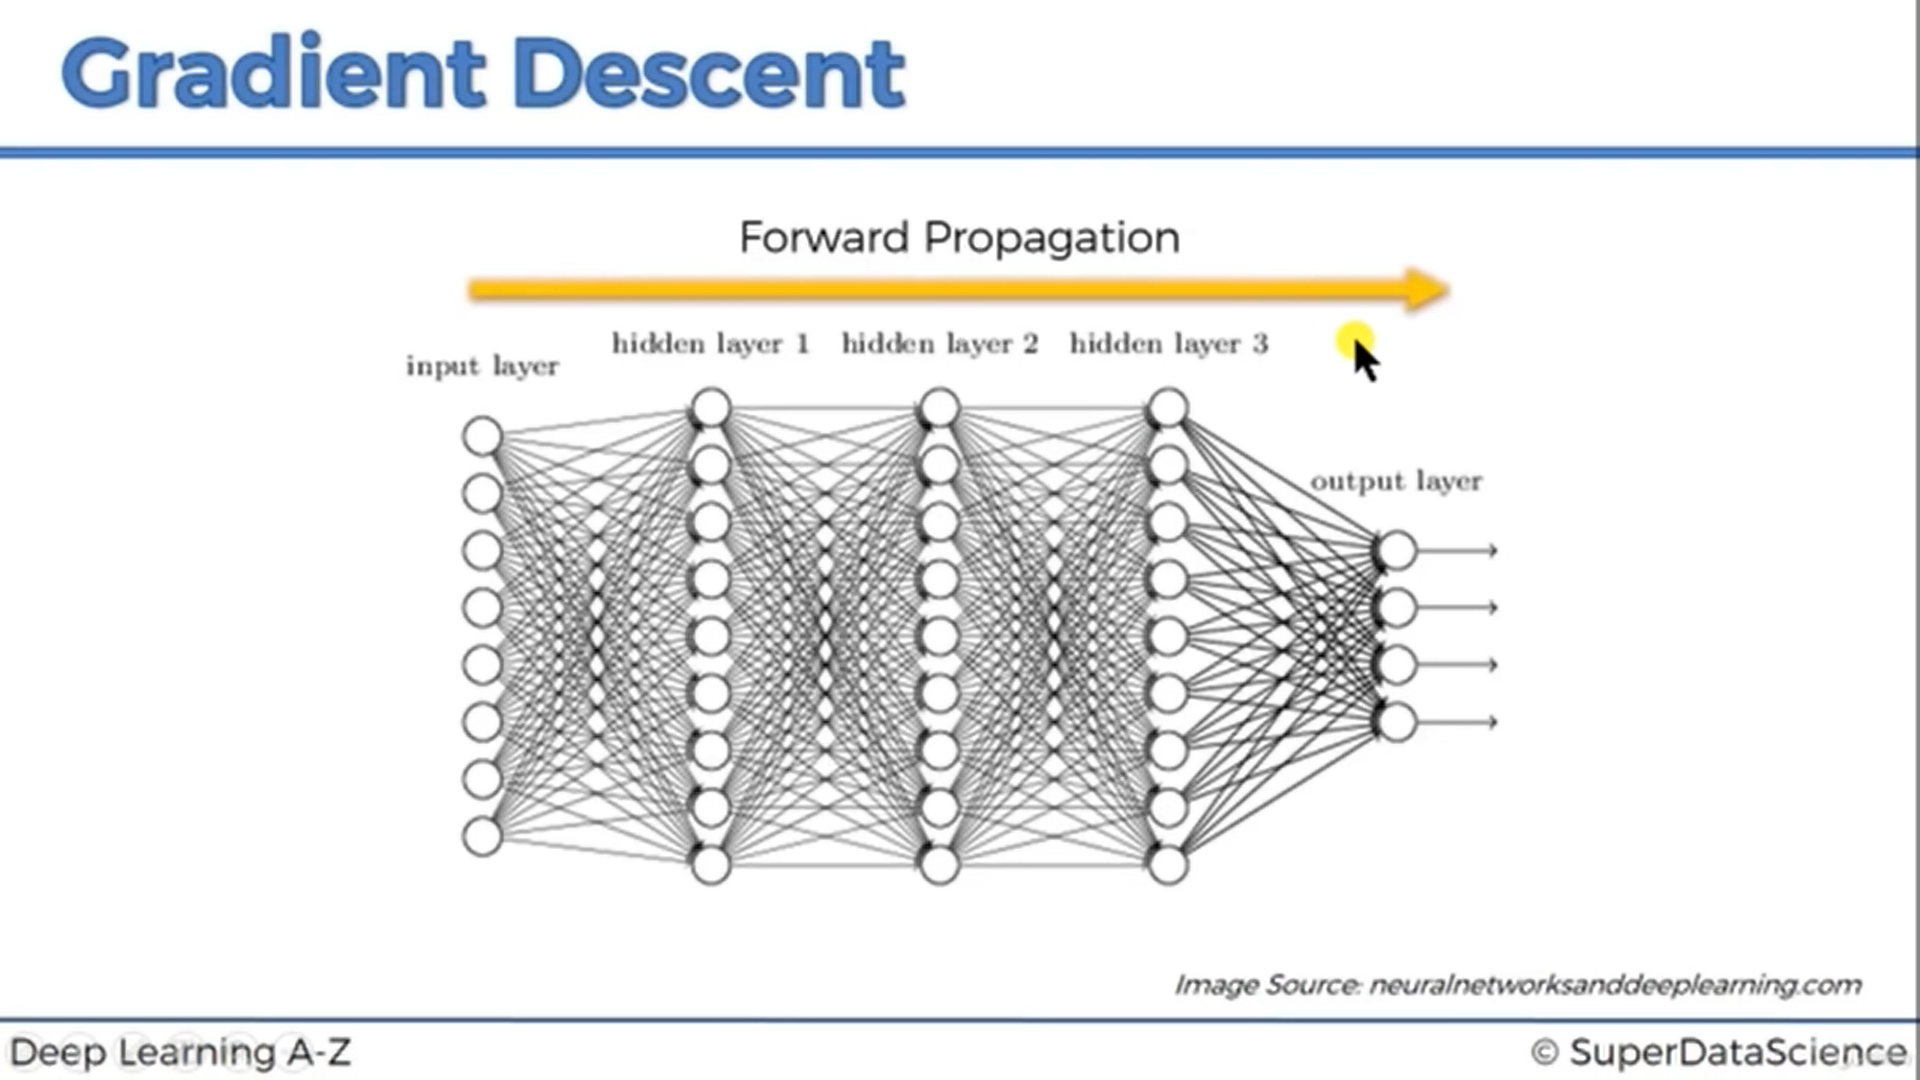 Gradient Descent
Forward Propagation
input layer
hidden layer 1
hidden layer 2
hidden layer 3
output layer
Image Source: neuralnetworksanddeeplearning.com
Deep Learning A-Z
© SuperDataScience